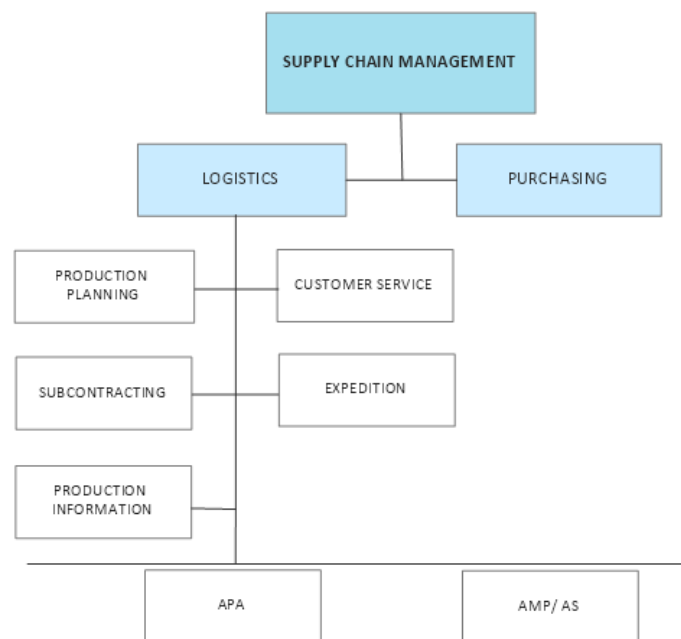 SUPPLY CHAIN MANAGEMENT
LOGISTICS
PURCHASING
PRODUCTION
PLANNING
CUSTOMER SERVICE
SUBCONTRACTING
EXPEDITION
PRODUCTION
INFORMATION
APA
AMP/ AS